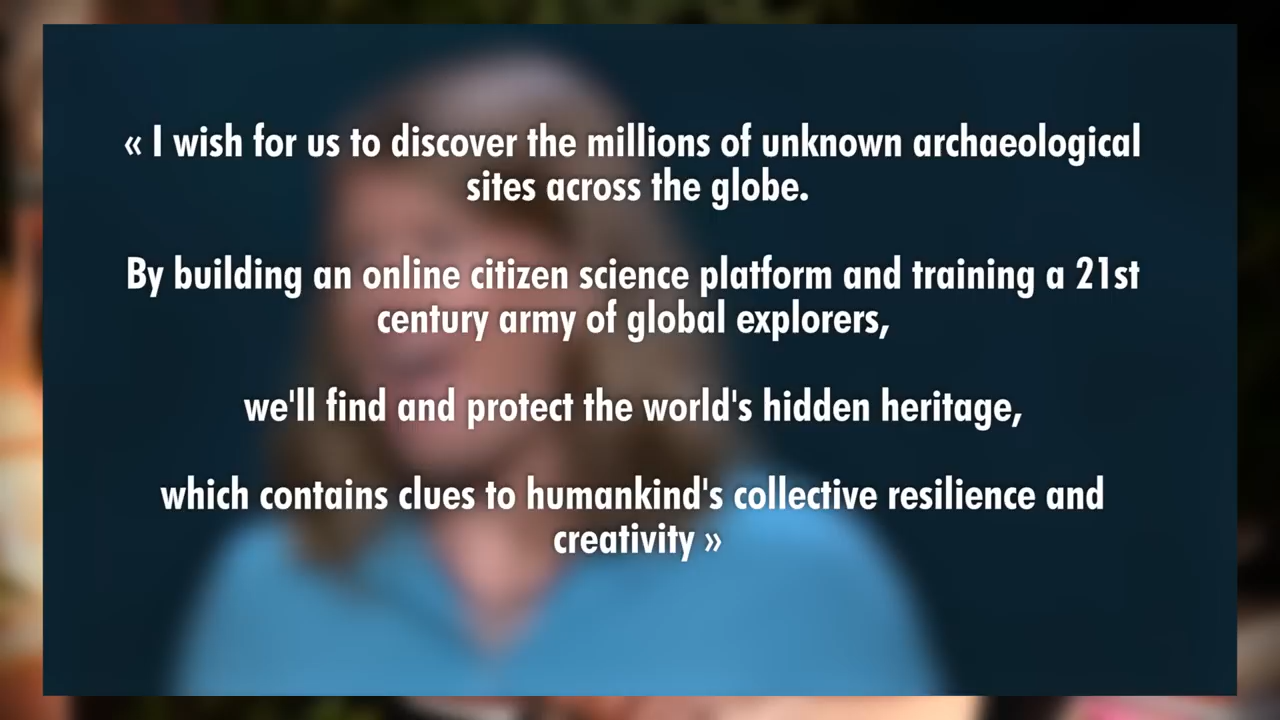 « I wish for us to discover the millions of unknown archaeological
sites across the globe.
By building an online citizen science platform and training a 21st
century army of global explorers,
we'll find and protect the world's hidden heritage,
which contains clues to humankind's collective resilience and
creativity »